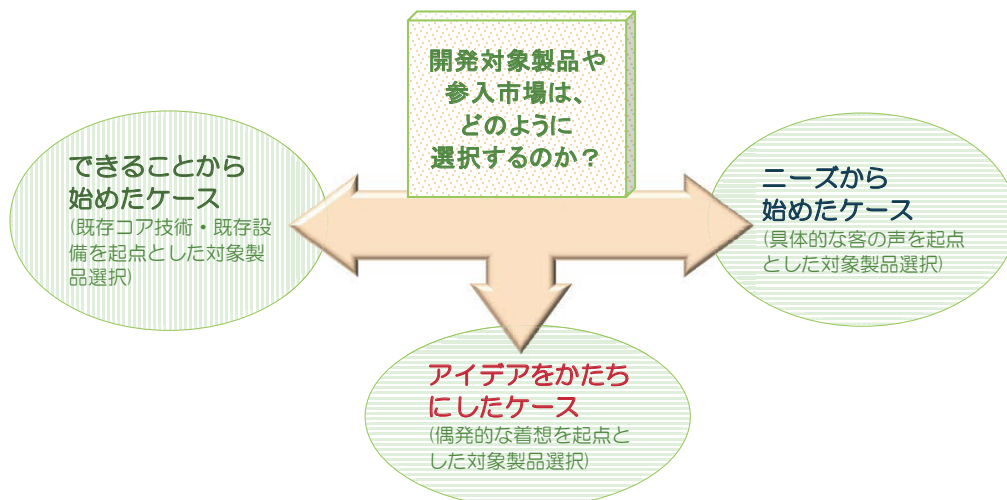 開発対象製品や
参入市場は、
どのように
選択するのか？
できることから
始めたケース
(既存コア技術・既存設
備を起点とした対象製
品選択)
ニーズから
始めたケース
(具体的な客の声を起点
とした対象製品選択)
アイデアをかたち
にしたケース
(偶発的な着想を起点と
した対象製品選択)